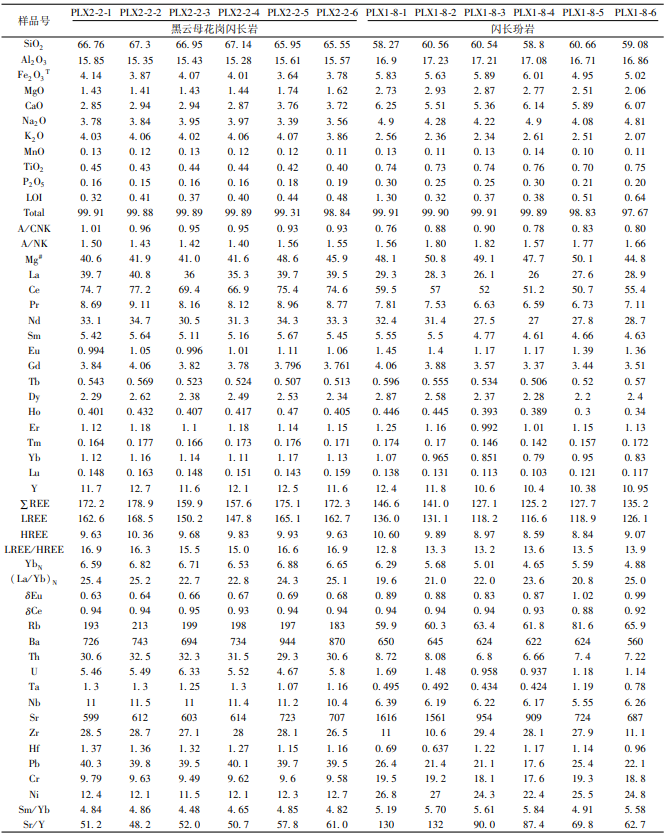 样品号 PLX2-2-1 PLX2-2-2 PLX2-2-3 PLX2-2-4 PLX2-2-5 PLX2-2-6 PLX1-8-1 PLX1-8-2 PLX1-8-3 PLX1-8-4 PLX1-8-5 PLX1-8-6
黑云母花岗闪长岩 闪长玢岩
SiO₂ 66.76 67.3 66.95 67.14 65.95 65.55 58.27 60.56 60.54 58.8 60.66 59.08
Al₂O₃ 15.85 15.35 15.43 15.28 15.61 15.57 16.9 17.23 17.21 17.08 16.71 16.86
Fe₂O₃ᵀ 4.14 3.87 4.07 4.01 3.64 3.78 5.83 5.63 5.89 6.01 4.95 5.02
MgO 1.43 1.41 1.43 1.44 1.74 1.62 2.73 2.93 2.87 2.77 2.51 2.06
CaO 2.85 2.94 2.94 2.87 3.76 3.72 6.25 5.51 5.36 6.14 5.89 6.07
Na₂O 3.78 3.84 3.95 3.97 3.39 3.56 4.9 4.28 4.22 4.9 4.08 4.81
K₂O 4.03 4.06 4.02 4.06 4.07 3.86 2.56 2.36 2.34 2.61 2.51 2.07
MnO 0.13 0.12 0.13 0.12 0.12 0.11 0.13 0.11 0.13 0.14 0.10 0.11
TiO₂ 0.45 0.43 0.44 0.44 0.42 0.40 0.74 0.73 0.74 0.76 0.70 0.75
P₂O₅ 0.16 0.15 0.16 0.16 0.18 0.19 0.30 0.25 0.25 0.30 0.21 0.20
LOI 0.32 0.41 0.37 0.40 0.44 0.48 1.30 0.32 0.37 0.38 0.51 0.64
Total 99.91 99.88 99.89 99.89 99.31 98.84 99.91 99.90 99.91 99.89 98.83 97.67
A/CNK 1.01 0.96 0.95 0.95 0.93 0.93 0.76 0.88 0.90 0.78 0.83 0.80
A/NK 1.50 1.43 1.42 1.40 1.56 1.55 1.56 1.80 1.82 1.57 1.77 1.66
Mg# 40.6 41.9 41.0 41.6 48.6 45.9 48.1 50.8 49.1 47.7 50.1 44.8
La 39.7 40.8 36 35.3 39.7 39.5 29.3 28.3 26.1 26 27.6 28.9
Ce 74.7 77.2 69.4 66.9 75.4 74.6 59.5 57 52 51.2 50.7 55.4
Pr 8.69 9.11 8.16 8.12 8.96 8.77 7.81 7.53 6.63 6.59 6.73 7.11
Nd 33.1 34.7 30.5 31.3 34.3 33.3 32.4 31.4 27.5 27 27.8 28.7
Sm 5.42 5.64 5.11 5.16 5.67 5.45 5.55 5.5 4.77 4.61 4.66 4.63
Eu 0.994 1.05 0.996 1.01 1.11 1.06 1.45 1.4 1.17 1.17 1.39 1.36
Gd 3.84 4.06 3.82 3.78 3.796 3.761 4.06 3.88 3.57 3.37 3.44 3.51
Tb 0.543 0.569 0.523 0.524 0.507 0.513 0.596 0.555 0.534 0.506 0.52 0.57
Dy 2.29 2.62 2.38 2.49 2.53 2.34 2.87 2.58 2.37 2.28 2.2 2.4
Ho 0.401 0.432 0.407 0.417 0.47 0.405 0.446 0.445 0.393 0.389 0.3 0.34
Er 1.12 1.18 1.1 1.18 1.14 1.15 1.25 1.16 0.992 1.01 1.15 1.13
Tm 0.164 0.177 0.166 0.173 0.176 0.171 0.174 0.17 0.146 0.142 0.157 0.172
Yb 1.12 1.16 1.14 1.11 1.17 1.13 1.07 0.965 0.851 0.79 0.95 0.83
Lu 0.148 0.163 0.148 0.151 0.143 0.159 0.138 0.131 0.113 0.103 0.121 0.117
Y 11.7 12.7 11.6 12.1 12.5 11.6 12.4 11.8 10.6 10.4 10.38 10.95
∑REE 172.2 178.9 159.9 157.6 175.1 172.3 146.6 141.0 127.1 125.2 127.7 135.2
LREE 162.6 168.5 150.2 147.8 165.1 162.7 136.0 131.1 118.2 116.6 118.9 126.1
HREE 9.63 10.36 9.68 9.83 9.93 9.63 10.60 9.89 8.97 8.59 8.84 9.07
LREE/HREE 16.9 16.3 15.5 15.0 16.6 16.9 12.8 13.3 13.2 13.6 13.5 13.9
Yb_N 6.59 6.82 6.71 6.53 6.88 6.65 6.29 5.68 5.01 4.65 5.59 4.88
(La/Yb)_N 25.4 25.2 22.7 22.8 24.3 25.1 19.6 21.0 22.0 23.6 20.8 25.0
δEu 0.63 0.64 0.66 0.67 0.69 0.68 0.89 0.88 0.83 0.87 1.02 0.99
δCe 0.94 0.94 0.95 0.93 0.94 0.94 0.94 0.94 0.94 0.93 0.88 0.92
Rb 193 213 199 198 197 183 59.9 60.3 63.4 61.8 81.6 65.9
Ba 726 743 694 734 944 870 650 645 624 622 624 560
Th 30.6 32.5 32.3 31.5 29.3 30.6 8.72 8.08 6.8 6.66 7.4 7.22
U 5.46 5.49 6.33 5.52 4.67 5.8 1.69 1.48 0.958 0.937 1.18 1.14
Ta 1.3 1.3 1.25 1.3 1.07 1.16 0.495 0.492 0.434 0.424 1.19 0.78
Nb 11 11.5 11 11.4 11.2 10.4 6.39 6.19 6.22 6.17 5.55 6.26
Sr 599 612 603 614 723 707 1616 1561 954 909 724 687
Zr 28.5 28.7 27.1 28 28.1 26.5 11 10.6 29.4 28.1 27.9 11.1
Hf 1.37 1.36 1.32 1.27 1.15 1.16 0.69 0.637 1.22 1.17 1.14 0.96
Pb 40.3 39.8 39.5 40.1 39.7 39.5 26.4 21.4 21.1 17.6 25.4 22.1
Cr 9.79 9.63 9.49 9.62 9.6 9.58 19.5 19.2 18.1 17.6 19.3 18.8
Ni 12.4 12.1 11.5 12.1 12.3 12.7 26.8 27 24.3 22.4 25.5 24.8
Sm/Yb 4.84 4.86 4.48 4.65 4.85 4.82 5.19 5.70 5.61 5.84 4.91 5.58
Sr/Y 51.2 48.2 52.0 50.7 57.8 61.0 130 132 90.0 87.4 69.8 62.7